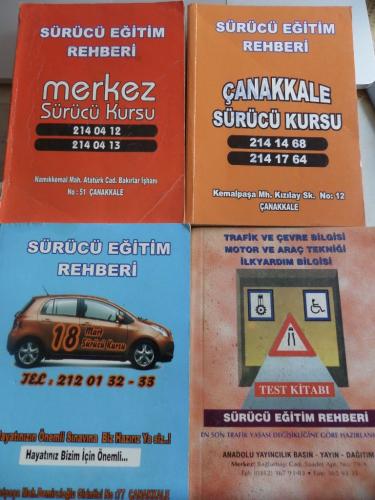 SÜRÜCÜ EĞİTİM
REHBERİ
merkez
Sürücü Kursu
214 04 12
214 04 13
Namıkkemal Mah. Atatürk Cad. Bakırlar İşhanı
No : 51 ÇANAKKALE
SÜRÜCÜ EĞİTİM
REHBERİ
ÇANAKKALE
SÜRÜCÜ KURSU
214 14 68
214 17 64
Kemalpaşa Mh. Kızılay Sk. No: 12
ÇANAKKALE
SÜRÜCÜ EĞİTİM
REHBERİ
18 Mart
Sürücü Kursu
TEL: 212 01 32 - 33
Hayatınızın Önemli Sınavına Biz Hazırız Ya siz..!
Hayatınız Bizim İçin Önemli...
TRAFİK VE ÇEVRE BİLGİSİ
MOTOR VE ARAÇ TEKNİĞİ
İLKYARDIM BİLGİSİ
TEST KİTABI
SÜRÜCÜ EĞİTİM REHBERİ
EN SON TRAFİK YASASI DEĞİŞİKLİĞİNE GÖRE HAZIRLAN
ANADOLU YAYINCILIK BASIN - YAYIN - DAĞITIM
Merkez: